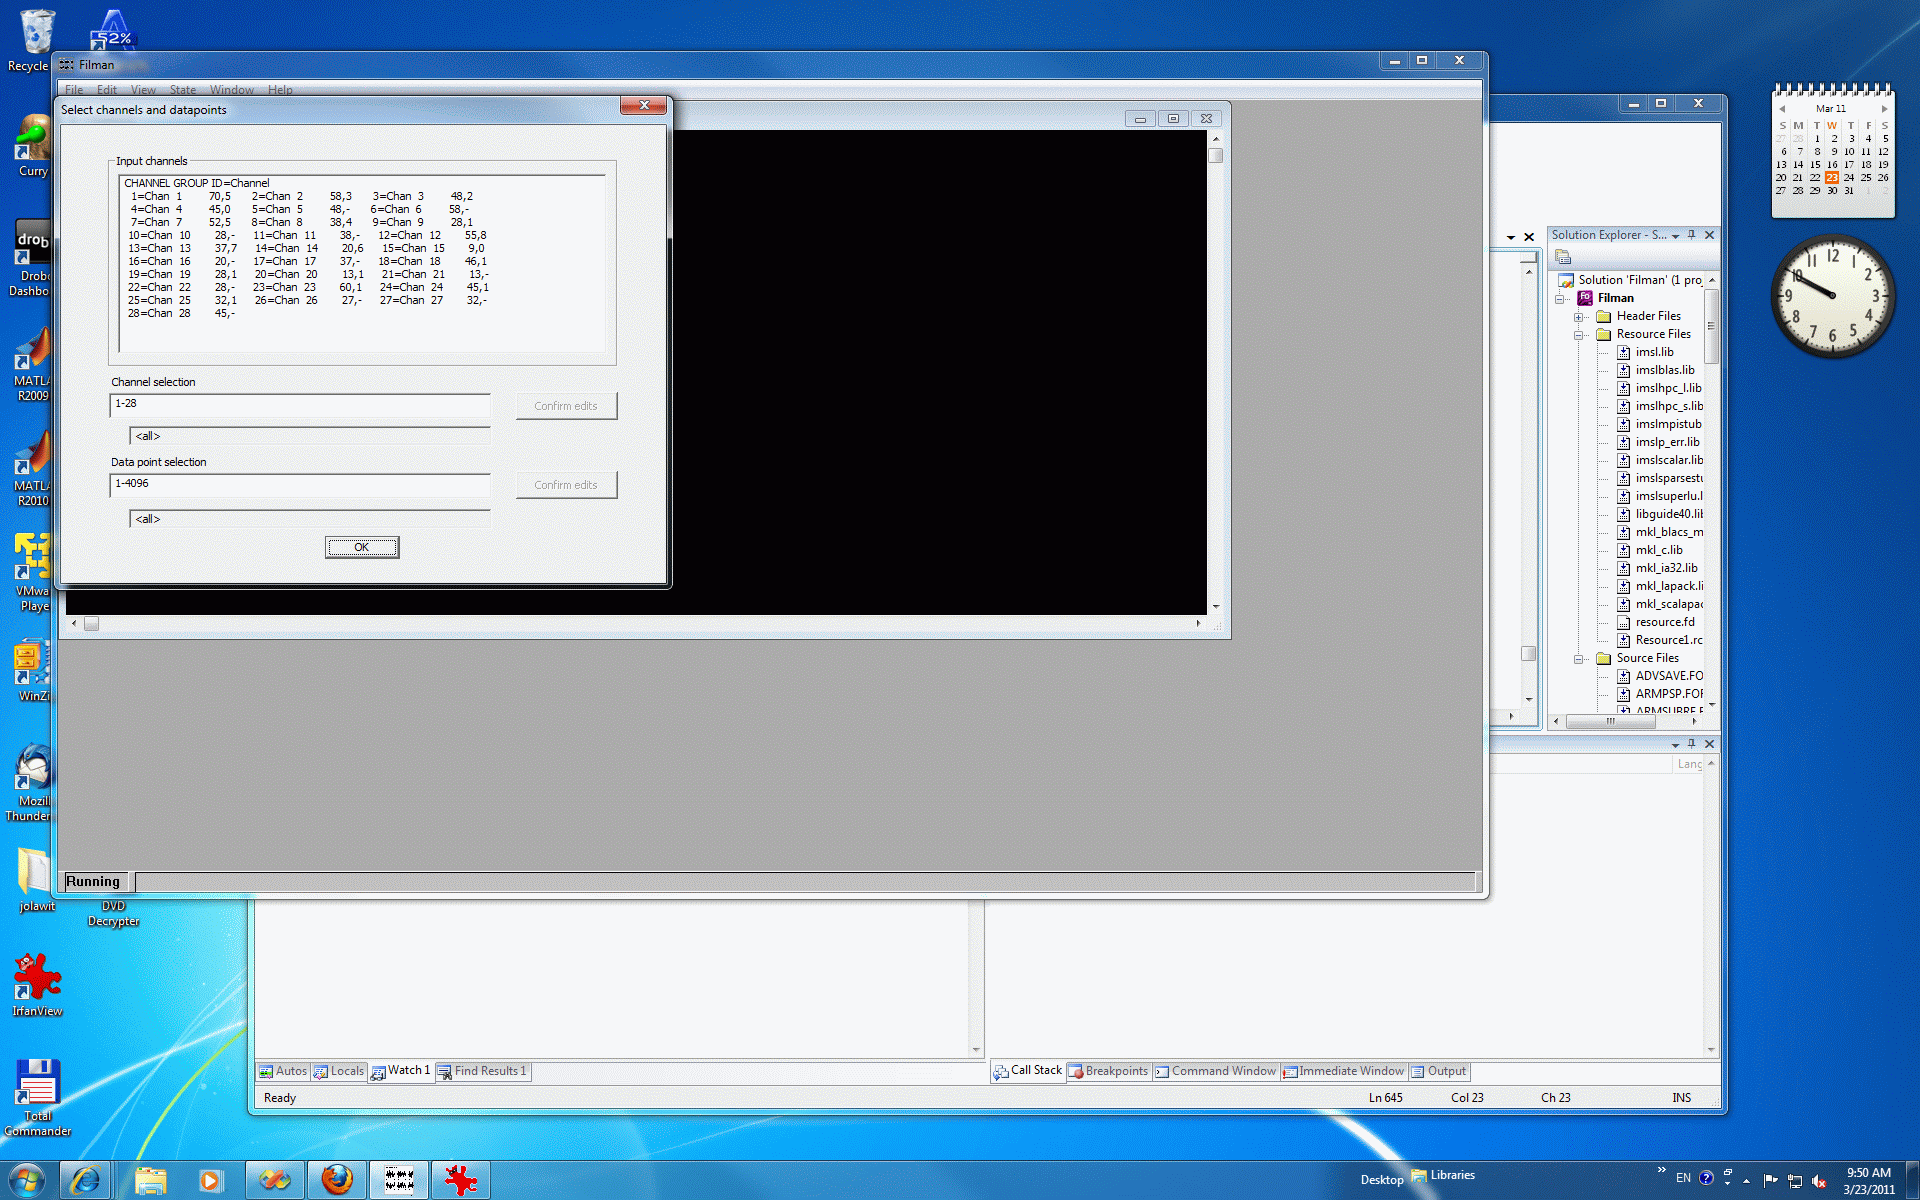 Recycle
52%
Filman
File Edit View State Window Help
Select channels and datapoints
Input channels
CHANNEL GROUP ID=Channel
1=Chan 1 70,5 2=Chan 2 58,3 3=Chan 3 48,2
4=Chan 4 45,0 5=Chan 5 48,- 6=Chan 6 58,-
7=Chan 7 52,5 8=Chan 8 38,4 9=Chan 9 28,1
10=Chan 10 28,- 11=Chan 11 38,- 12=Chan 12 55,8
13=Chan 13 37,7 14=Chan 14 20,6 15=Chan 15 9,0
16=Chan 16 20,- 17=Chan 17 37,- 18=Chan 18 46,1
19=Chan 19 28,1 20=Chan 20 13,1 21=Chan 21 13,-
22=Chan 22 28,- 23=Chan 23 60,1 24=Chan 24 45,1
25=Chan 25 32,1 26=Chan 26 27,- 27=Chan 27 32,-
28=Chan 28 45,-
Channel selection
1-28
Confirm edits
<all>
Data point selection
1-4096
Confirm edits
<all>
OK
Running
Curry
drob
Drobo
Dashbo
MATLA
R2009
MATLA
R2010
VMwa
Playe
WinZi
Mozill
Thunder
jolawit
DVD
Decrypter
IrfanView
Total
Commander
Solution Explorer - S...
Solution 'Filman' (1 pro
Filman
Header Files
Resource Files
imsl.lib
imslblas.lib
imslhpc_l.lib
imslhpc_s.lib
imslmpistub
imslp_err.lib
imslscalar.lib
imslsparsestu
imslsuperlu.l
libguide40.lib
mkl_blacs_m
mkl_c.lib
mkl_ia32.lib
mkl_lapack.li
mkl_scalapac
resource.fd
Resource1.rc
Source Files
ADVSAVE.FO
ARMPSP.FOR
ARMSUBRE.F
Lang
Autos Locals Watch 1 Find Results 1
Call Stack Breakpoints Command Window Immediate Window Output
Ready
Ln 645 Col 23 Ch 23 INS
Mar 11
S M T W T F S
27 28 1 2 3 4 5
6 7 8 9 10 11 12
13 14 15 16 17 18 19
20 21 22 23 24 25 26
27 28 29 30 31 1 2
12 1 2 3 4 5 6 7 8 9 10 11
Desktop Libraries
EN
9:50 AM
3/23/2011